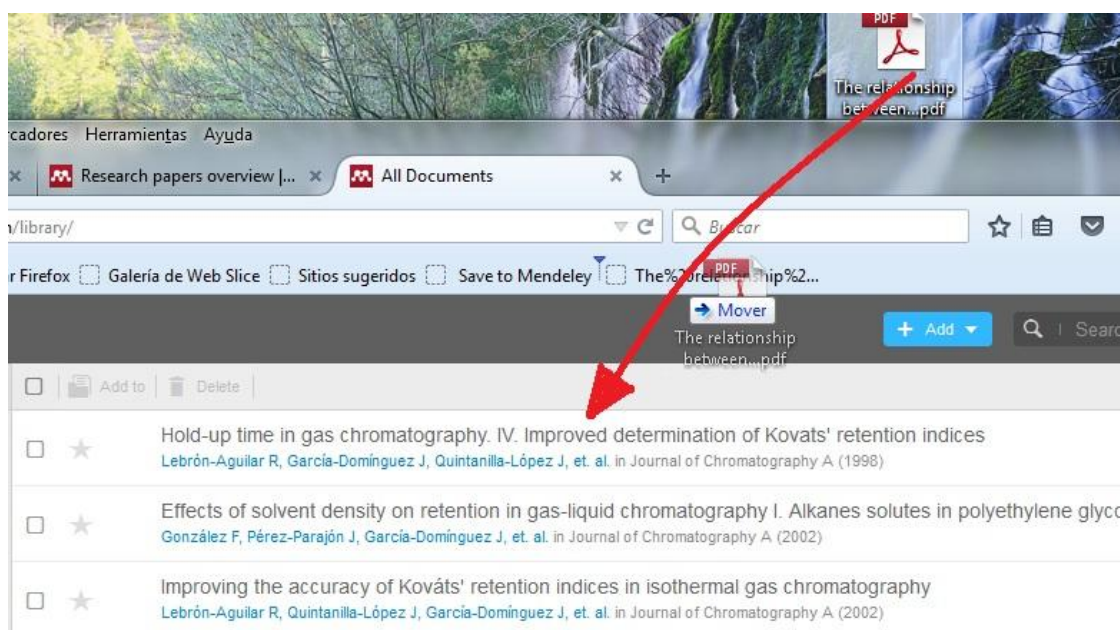 PDF
The relationship
between...pdf
rcadores Herramientas Ayuda
Research papers overview |... × All Documents × +
/library/ Buscar
r Firefox Galería de Web Slice Sitios sugeridos Save to Mendeley The%20relationship%2...
PDF
Mover
The relationship
between...pdf
+ Add Searc
Add to Delete
Hold-up time in gas chromatography. IV. Improved determination of Kovats' retention indices
Lebrón-Aguilar R, García-Domínguez J, Quintanilla-López J, et. al. in Journal of Chromatography A (1998)
Effects of solvent density on retention in gas-liquid chromatography I. Alkanes solutes in polyethylene glyco
González F, Pérez-Parajón J, García-Domínguez J, et. al. in Journal of Chromatography A (2002)
Improving the accuracy of Kováts' retention indices in isothermal gas chromatography
Lebrón-Aguilar R, Quintanilla-López J, García-Domínguez J, et. al. in Journal of Chromatography A (2002)